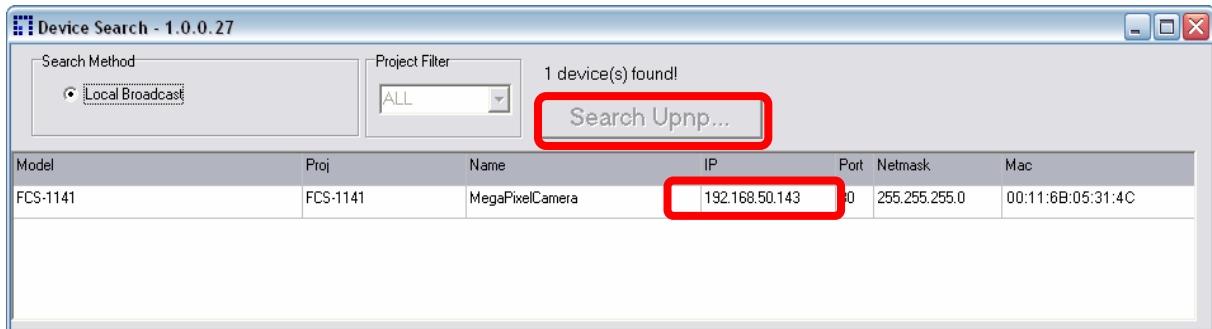 Device Search - 1.0.0.27
Search Method
Local Broadcast
Project Filter
ALL
1 device(s) found!
Search Upnp...
Model Proj Name IP Port Netmask Mac
FCS-1141 FCS-1141 MegaPixelCamera 192.168.50.143 255.255.255.0 00:11:6B:05:31:4C